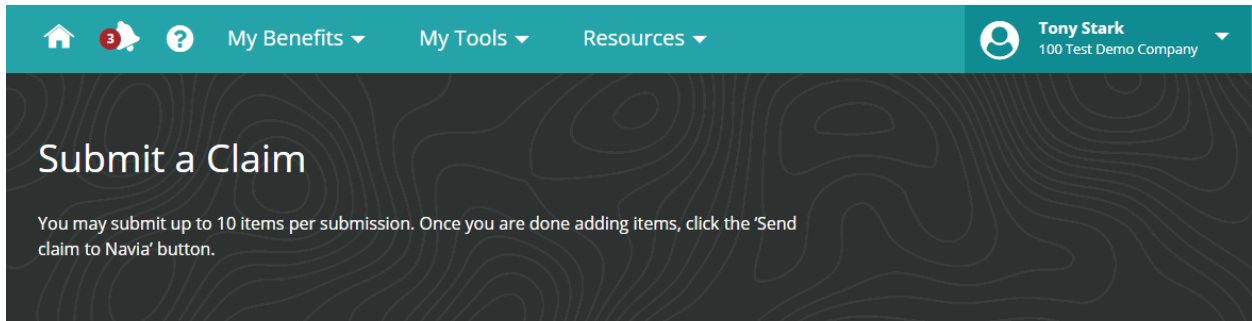 3 ? My Benefits My Tools Resources
Tony Stark
100 Test Demo Company
Submit a Claim
You may submit up to 10 items per submission. Once you are done adding items, click the ‘Send
claim to Navia’ button.